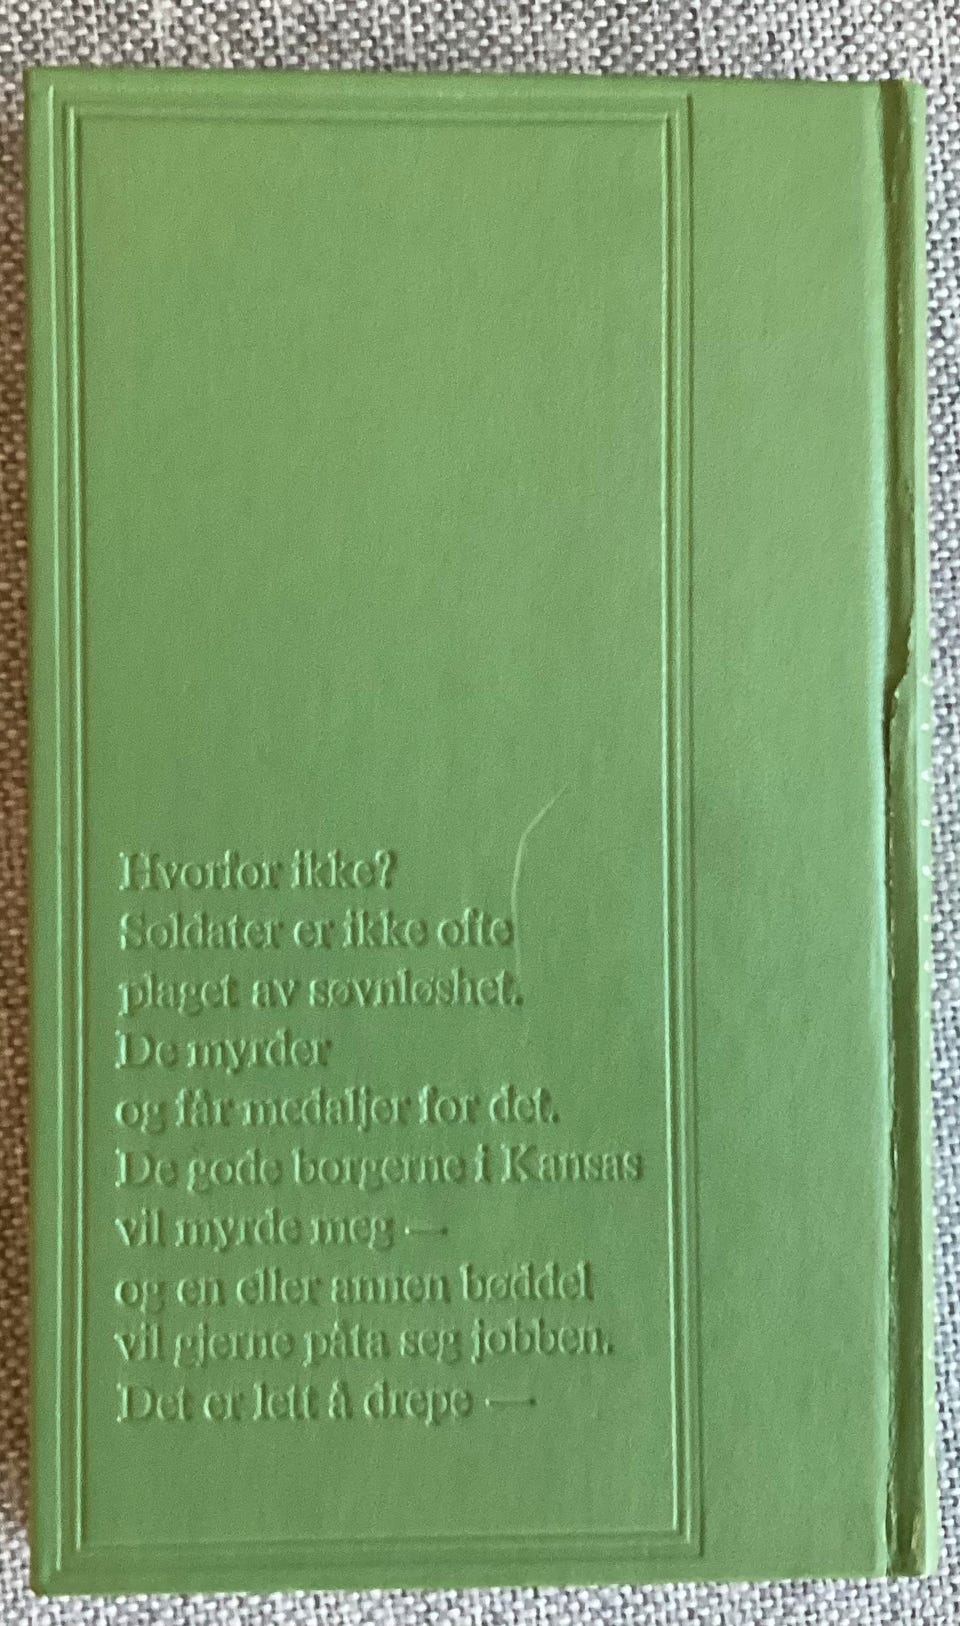 Hvorfor ikke?
Soldater er ikke ofte
plaget av søvnløshet.
De myrder
og får medaljer for det.
De gode borgerne i Kansas
vil myrde meg —
og en eller annen bøddel
vil gjerne påta seg jobben.
Det er lett å drepe —